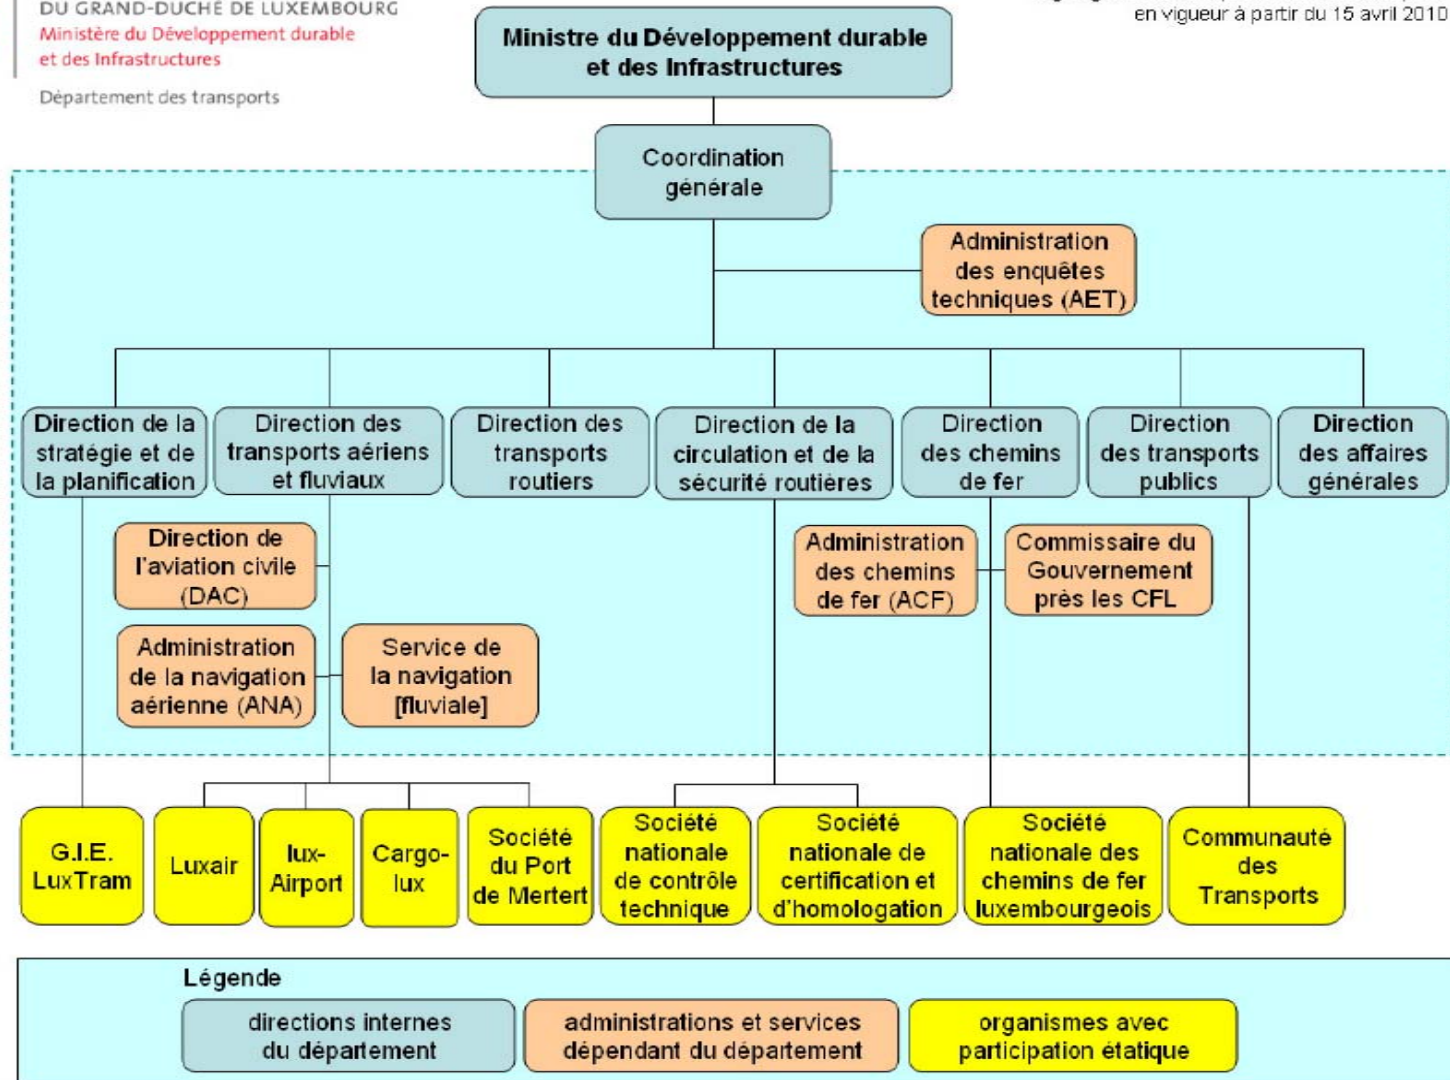 DU GRAND-DUCHÉ DE LUXEMBOURG
Ministère du Développement durable
et des Infrastructures
Département des transports
en vigueur à partir du 15 avril 2010
Ministre du Développement durable
et des Infrastructures
Coordination
générale
Administration
des enquêtes
techniques (AET)
Direction de la
stratégie et de
la planification
Direction des
transports aériens
et fluviaux
Direction des
transports
routiers
Direction de la
circulation et de la
sécurité routières
Direction
des chemins
de fer
Direction
des transports
publics
Direction
des affaires
générales
Direction de
l'aviation civile
(DAC)
Administration
des chemins
de fer (ACF)
Commissaire du
Gouvernement
près les CFL
Administration
de la navigation
aérienne (ANA)
Service de
la navigation
[fluviale]
G.I.E.
LuxTram
Luxair
lux-
Airport
Cargo-
lux
Société
du Port
de Mertert
Société
nationale
de contrôle
technique
Société
nationale de
certification et
d'homologation
Société
nationale des
chemins de fer
luxembourgeois
Communauté
des
Transports
Légende
directions internes
du département
administrations et services
dépendant du département
organismes avec
participation étatique